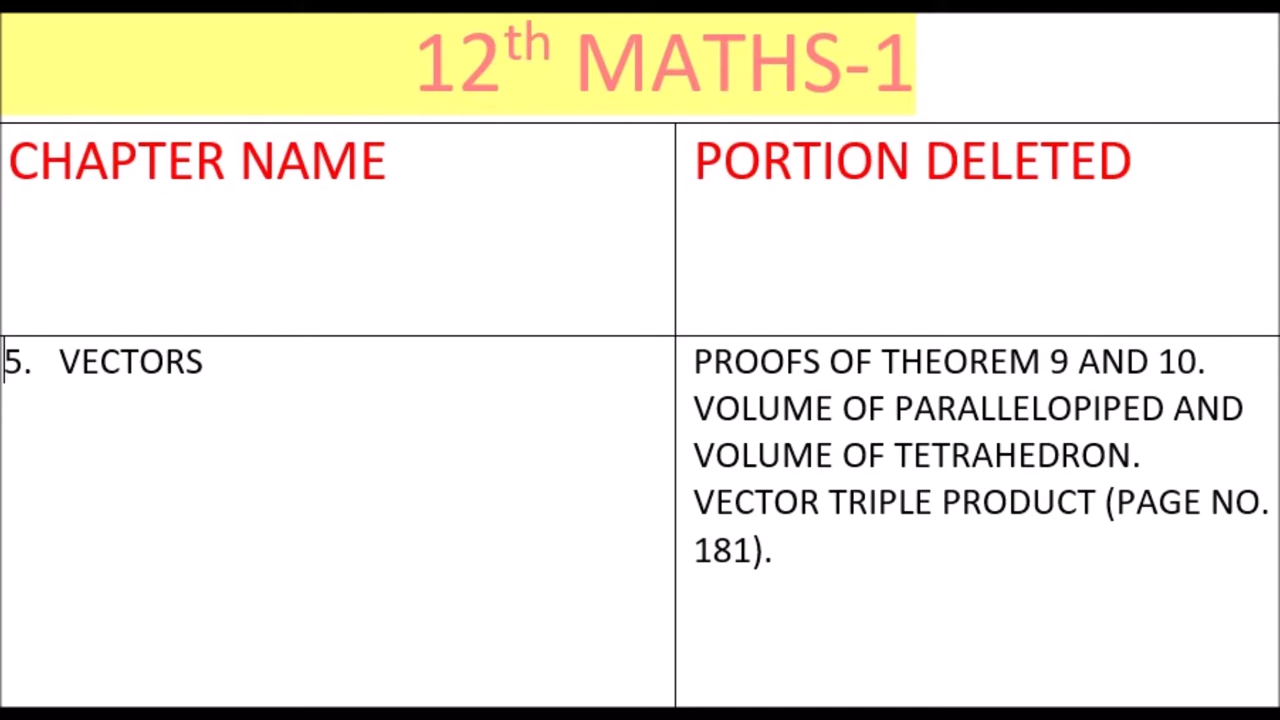 12th MATHS-1
CHAPTER NAME
PORTION DELETED
5. VECTORS
PROOFS OF THEOREM 9 AND 10.
VOLUME OF PARALLELOPIPED AND
VOLUME OF TETRAHEDRON.
VECTOR TRIPLE PRODUCT (PAGE NO.
181).